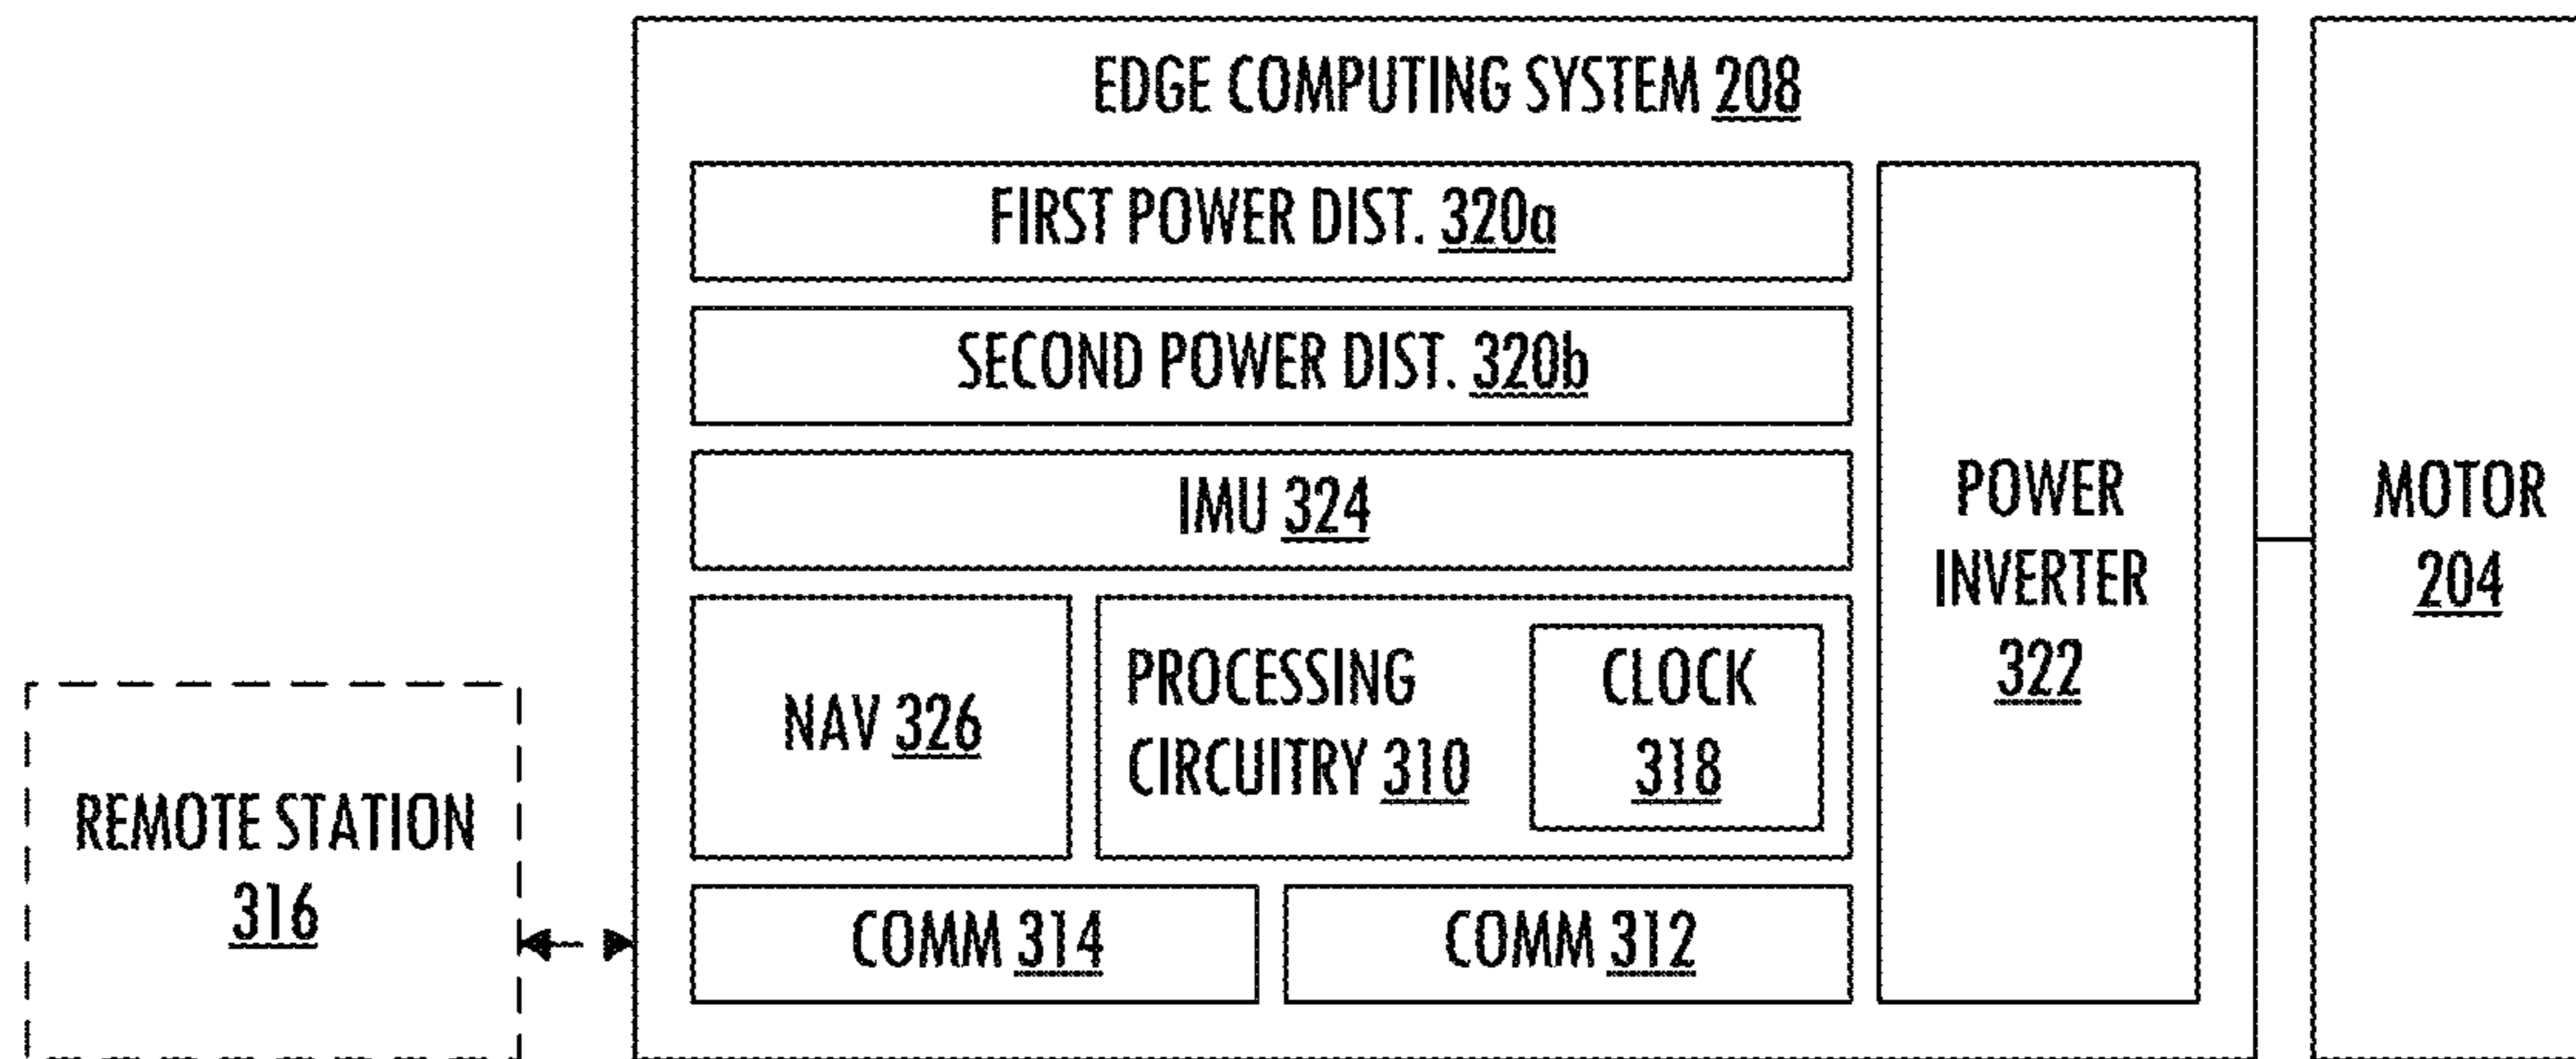 EDGE COMPUTING SYSTEM 208
FIRST POWER DIST. 320a
SECOND POWER DIST. 320b
IMU 324
NAV 326
PROCESSING
CIRCUITRY 310
CLOCK
318
COMM 314
COMM 312
POWER
INVERTER
322
MOTOR
204
REMOTE STATION
316